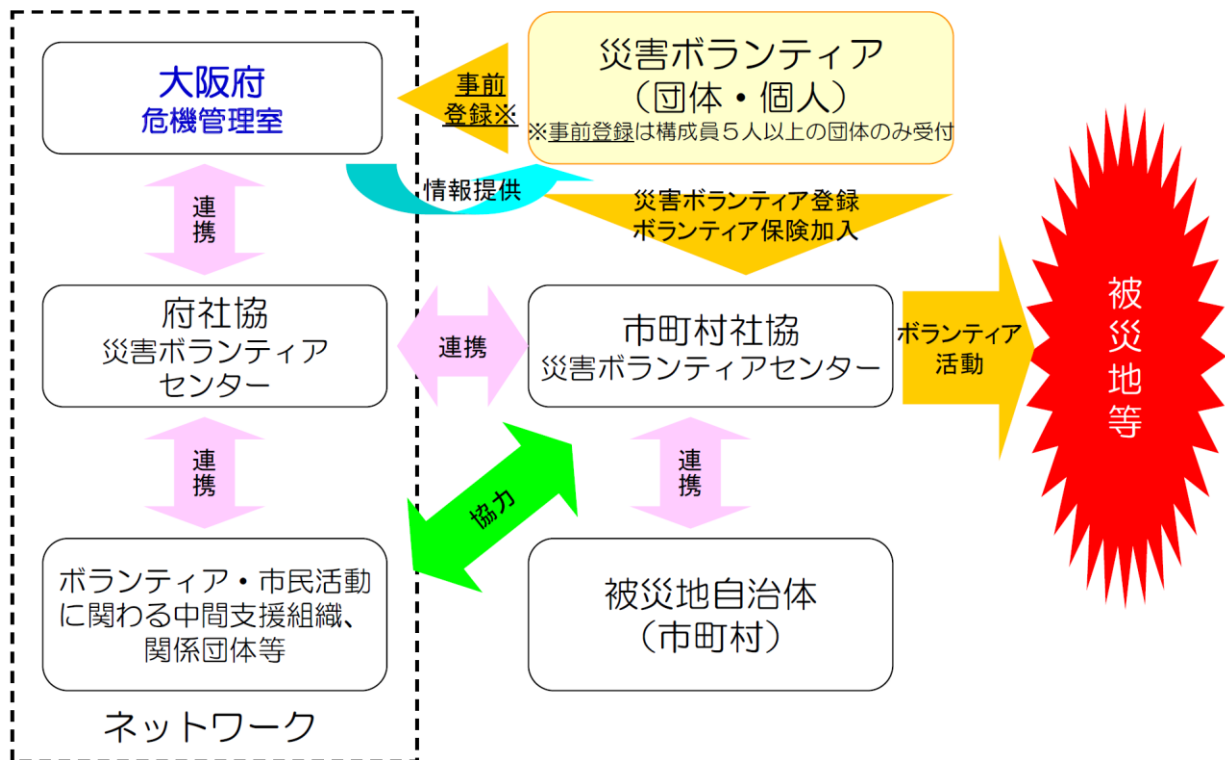 大阪府
危機管理室
事前
登録※
災害ボランティア
（団体・個人）
※事前登録は構成員５人以上の団体のみ受付
情報提供
災害ボランティア登録
ボランティア保険加入
連携
府社協
災害ボランティア
センター
連携
市町村社協
災害ボランティアセンター
ボランティア
活動
被災地等
連携
協力
連携
ボランティア・市民活動
に関わる中間支援組織、
関係団体等
被災地自治体
（市町村）
ネットワーク